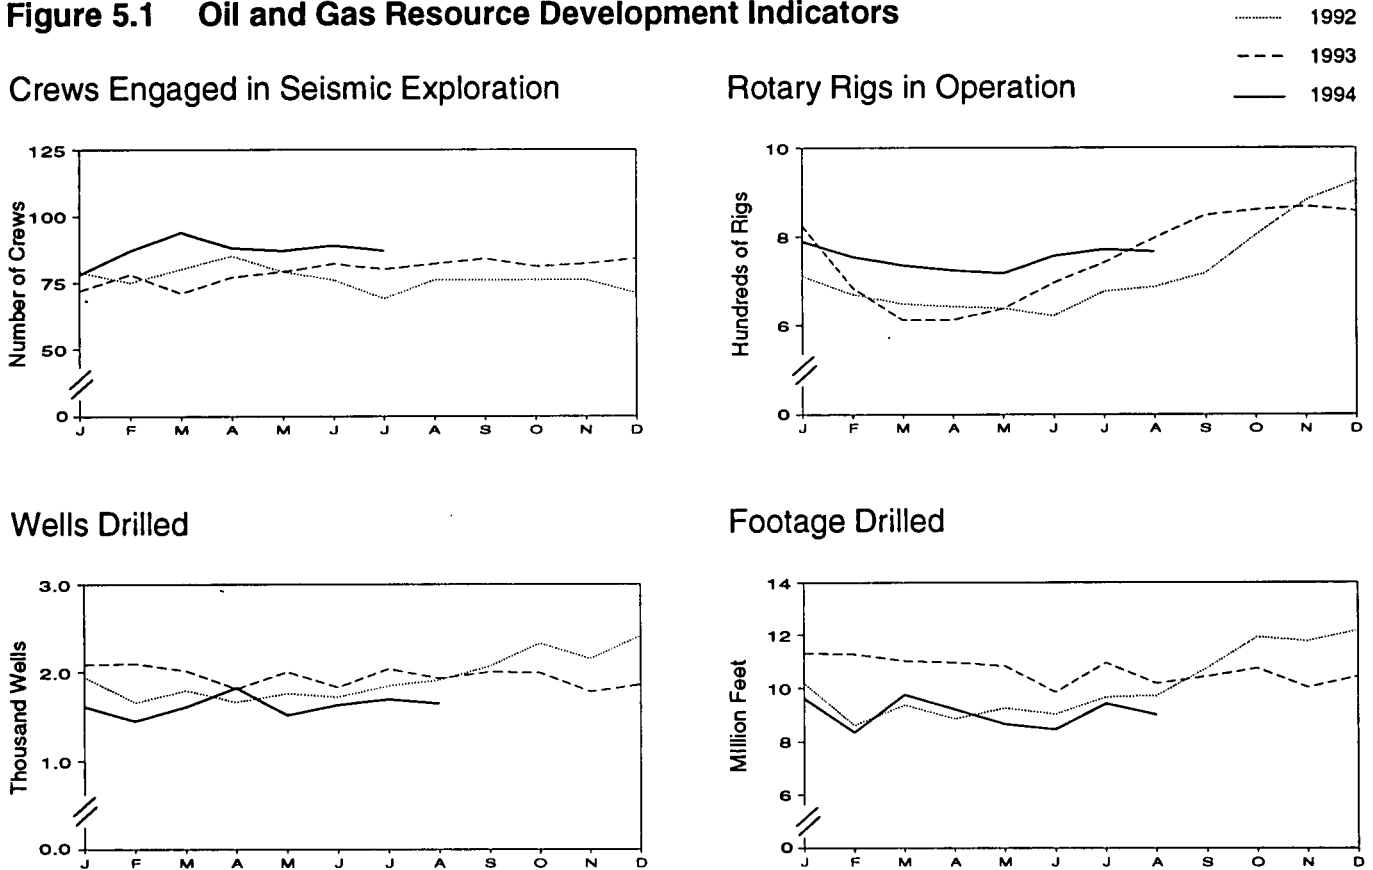 Figure 5.1 Oil and Gas Resource Development Indicators
1992
1993
1994
Crews Engaged in Seismic Exploration
Number of Crews
125
100
75
50
0
J F M A M J J A S O N D
Rotary Rigs in Operation
Hundreds of Rigs
10
8
6
0
J F M A M J J A S O N D
Wells Drilled
Thousand Wells
3.0
2.0
1.0
0.0
J F M A M J J A S O N D
Footage Drilled
Million Feet
14
12
10
8
6
0
J F M A M J J A S O N D